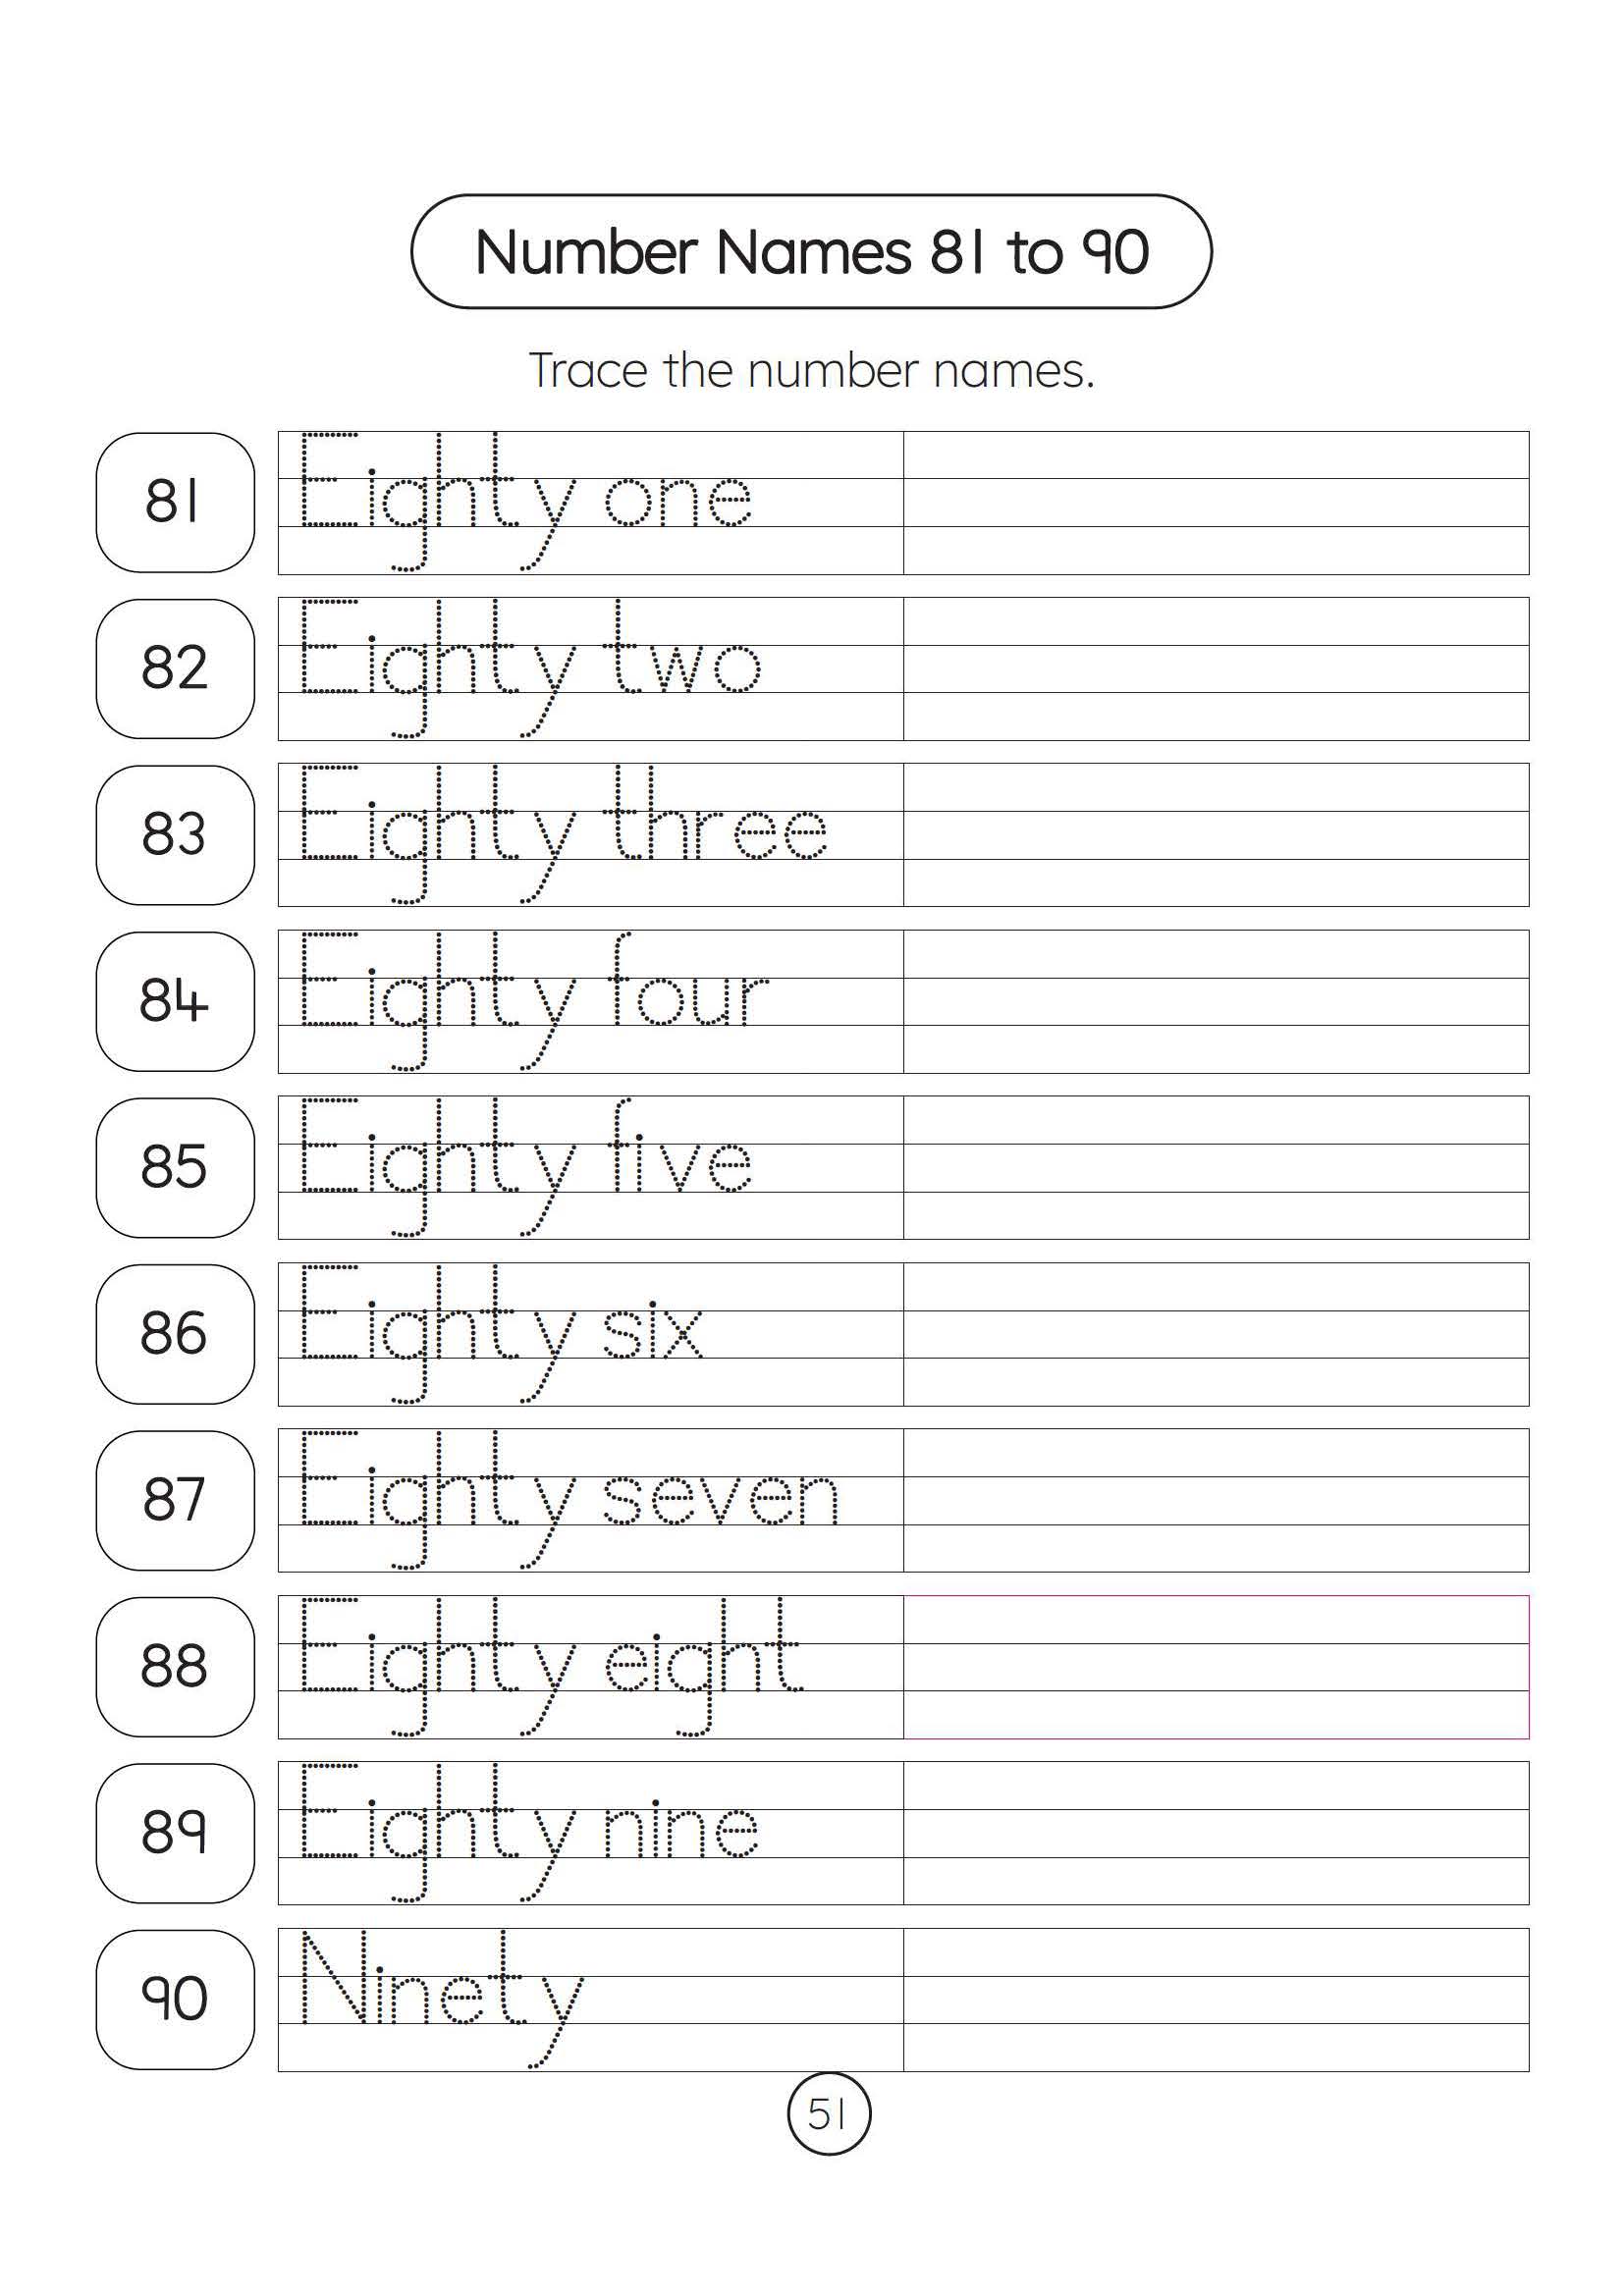 Number Names 81 to 90
Trace the number names.
81 Eighty one
82 Eighty two
83 Eighty three
84 Eighty four
85 Eighty five
86 Eighty six
87 Eighty seven
88 Eighty eight
89 Eighty nine
90 Ninety
51